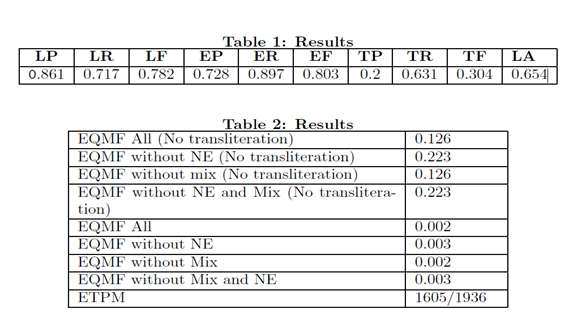 Table 1: Results
LP LR LF EP ER EF TP TR TF LA
0.861 0.717 0.782 0.728 0.897 0.803 0.2 0.631 0.304 0.654
Table 2: Results
EQMF All (No transliteration) 0.126
EQMF without NE (No transliteration) 0.223
EQMF without mix (No transliteration) 0.126
EQMF without NE and Mix (No translitera- 0.223
tion)
EQMF All 0.002
EQMF without NE 0.003
EQMF without Mix 0.002
EQMF without Mix and NE 0.003
ETPM 1605/1936